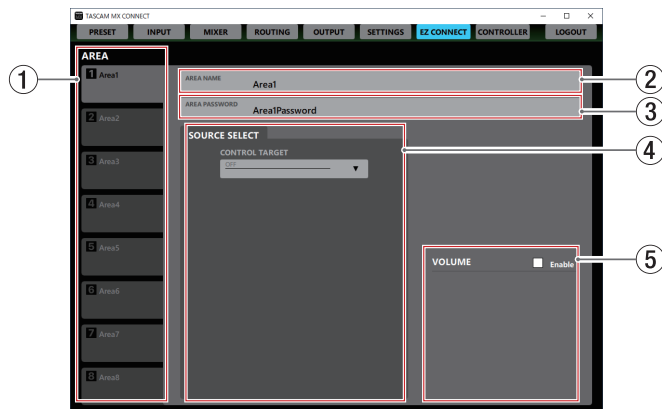 TASCAM MX CONNECT
PRESET INPUT MIXER ROUTING OUTPUT SETTINGS EZ CONNECT CONTROLLER LOGOUT
AREA
1 Area1
2 Area2
3 Area3
4 Area4
5 Area5
6 Area6
7 Area7
8 Area8
AREA NAME
Area1
AREA PASSWORD
Area1Password
SOURCE SELECT
CONTROL TARGET
OFF
VOLUME
Enable
1
2
3
4
5